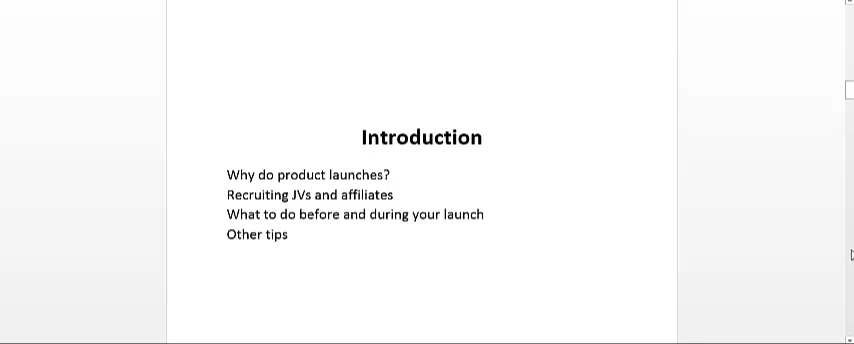 Introduction
Why do product launches?
Recruiting JVs and affiliates
What to do before and during your launch
Other tips